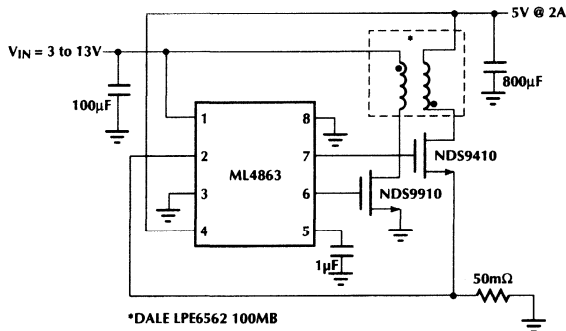 5V @ 2A
*
V_IN = 3 to 13V
100µF
800µF
1
8
2
7
NDS9410
ML4863
3
6
NDS9910
4
5
1µF
50mΩ
*DALE LPE6562 100MB